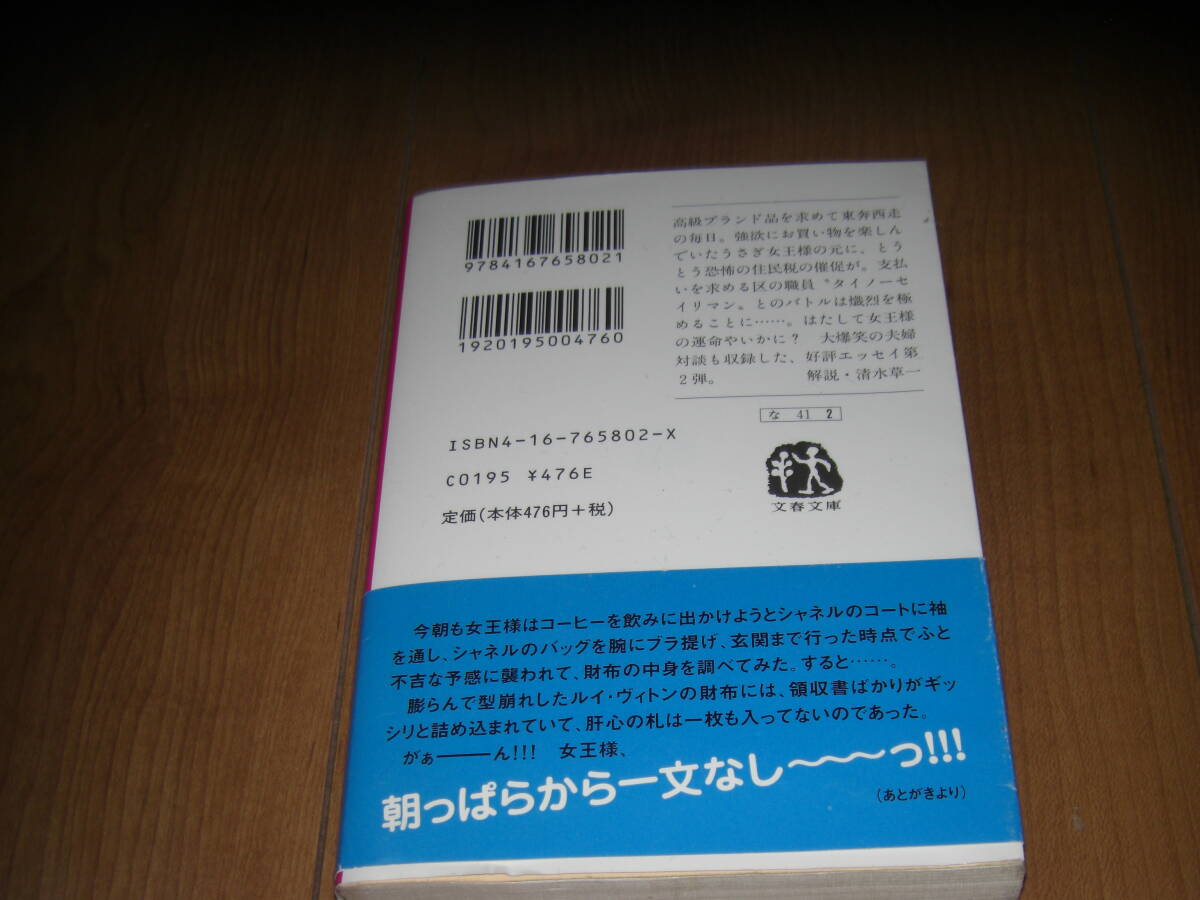 9784167658021
1920195004760
高級ブランド品を求めて東奔西走
の毎日。強欲にお買い物を楽しん
でいたうさぎ女王様の元に、とう
とう恐怖の住民税の催促が。支払
いを求める区の職員〝タイノーセ
イリマン〟とのバトルは熾烈を極
めることに……。はたして女王様
の運命やいかに？　大爆笑の夫婦
対談も収録した、好評エッセイ第
2弾。　　　　解説・清水草一
な 41 2
文春文庫
ISBN4-16-765802-X
C0195 ¥476E
定価(本体476円+税)
今朝も女王様はコーヒーを飲みに出かけようとシャネルのコートに袖
を通し、シャネルのバッグを腕にブラ提げ、玄関まで行った時点でふと
不吉な予感に襲われて、財布の中身を調べてみた。すると……。
膨らんで型崩れしたルイ・ヴィトンの財布には、領収書ばかりがギッ
シリと詰め込まれていて、肝心の札は一枚も入ってないのであった。
がぁ———ん!!!　女王様、
朝っぱらから一文なし〜〜〜っ!!!
(あとがきより)